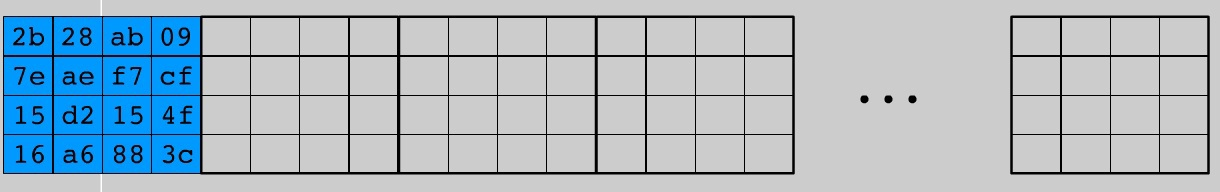 2b 28 ab 09
7e ae f7 cf
15 d2 15 4f
16 a6 88 3c
...